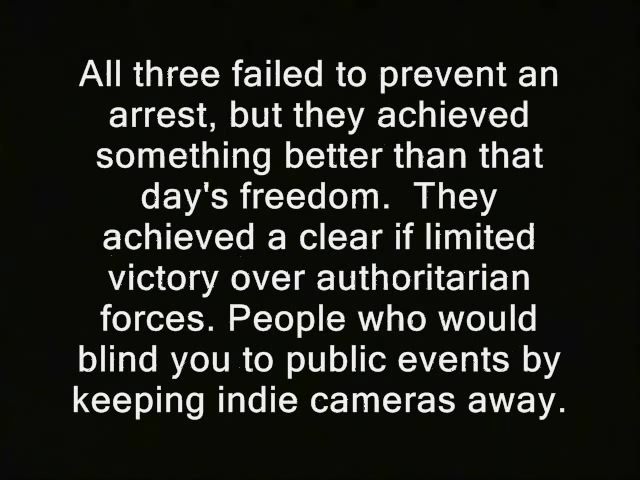 All three failed to prevent an
arrest, but they achieved
something better than that
day's freedom.  They
achieved a clear if limited
victory over authoritarian
forces. People who would
blind you to public events by
keeping indie cameras away.